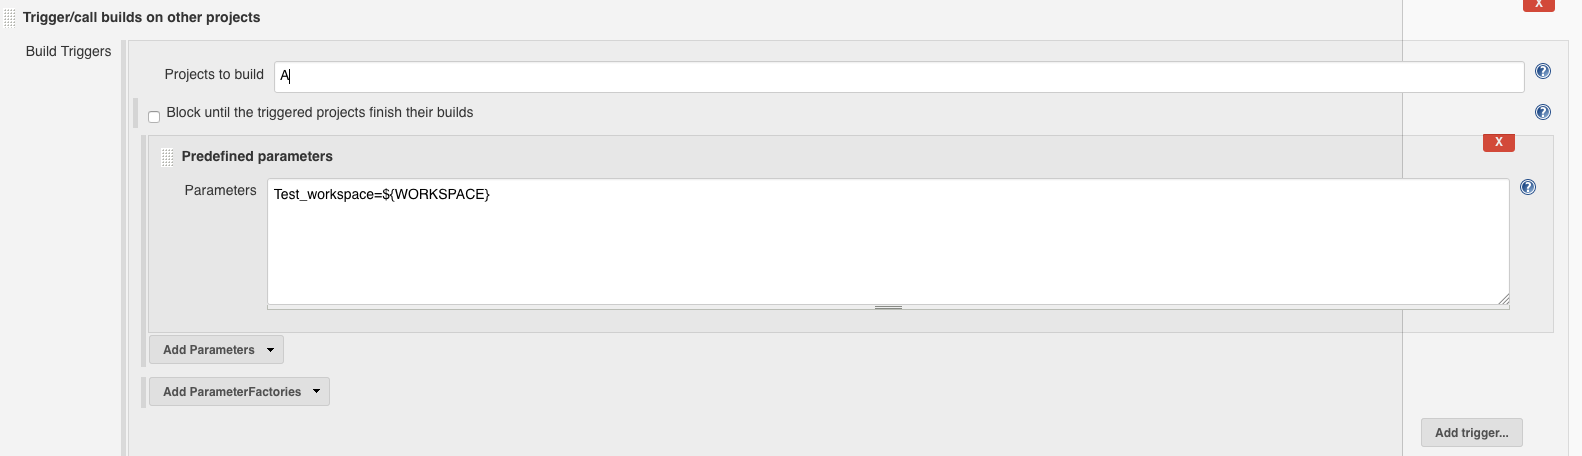 X
Trigger/call builds on other projects
Build Triggers
Projects to build A ?
Block until the triggered projects finish their builds ?
X
Predefined parameters
Parameters Test_workspace=${WORKSPACE} ?
Add Parameters
Add ParameterFactories
Add trigger...